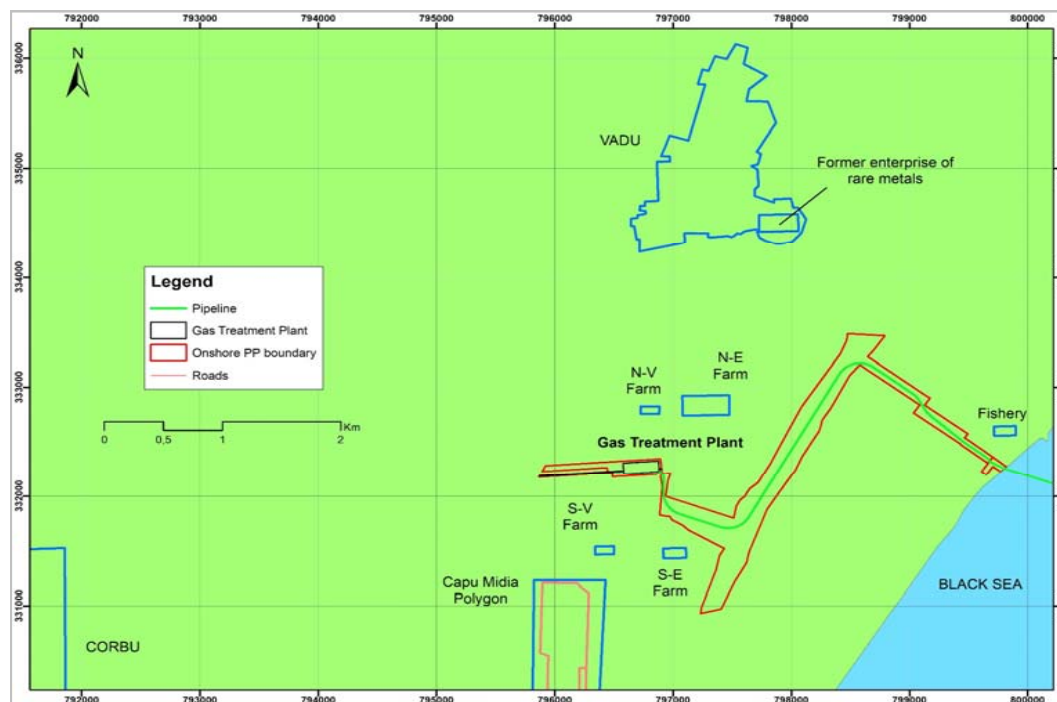 792000 793000 794000 795000 796000 797000 798000 799000 800000
336000
N
VADU
335000
Former enterprise of
rare metals
334000
Legend
Pipeline
Gas Treatment Plant
Onshore PP boundary
Roads
333000
N-V
Farm
N-E
Farm
Km
0 0,5 1 2
Fishery
Gas Treatment Plant
332000
S-V
Farm
S-E
Farm
Capu Midia
Polygon
BLACK SEA
331000
CORBU
792000 793000 794000 795000 796000 797000 798000 799000 800000